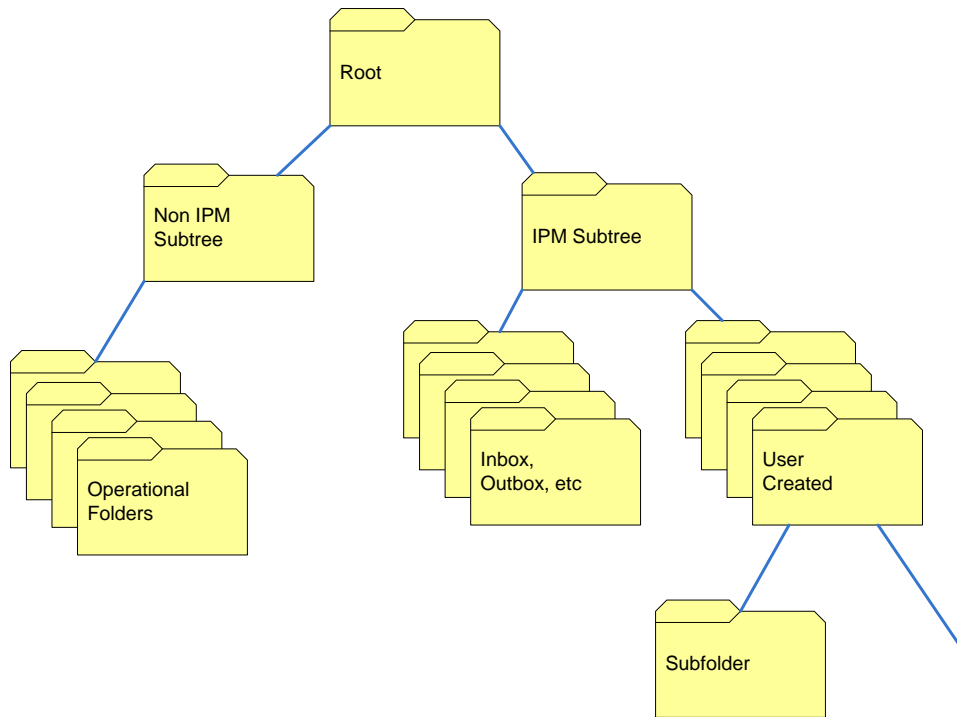 Root
Non IPM
Subtree
IPM Subtree
Operational
Folders
Inbox,
Outbox, etc
User
Created
Subfolder